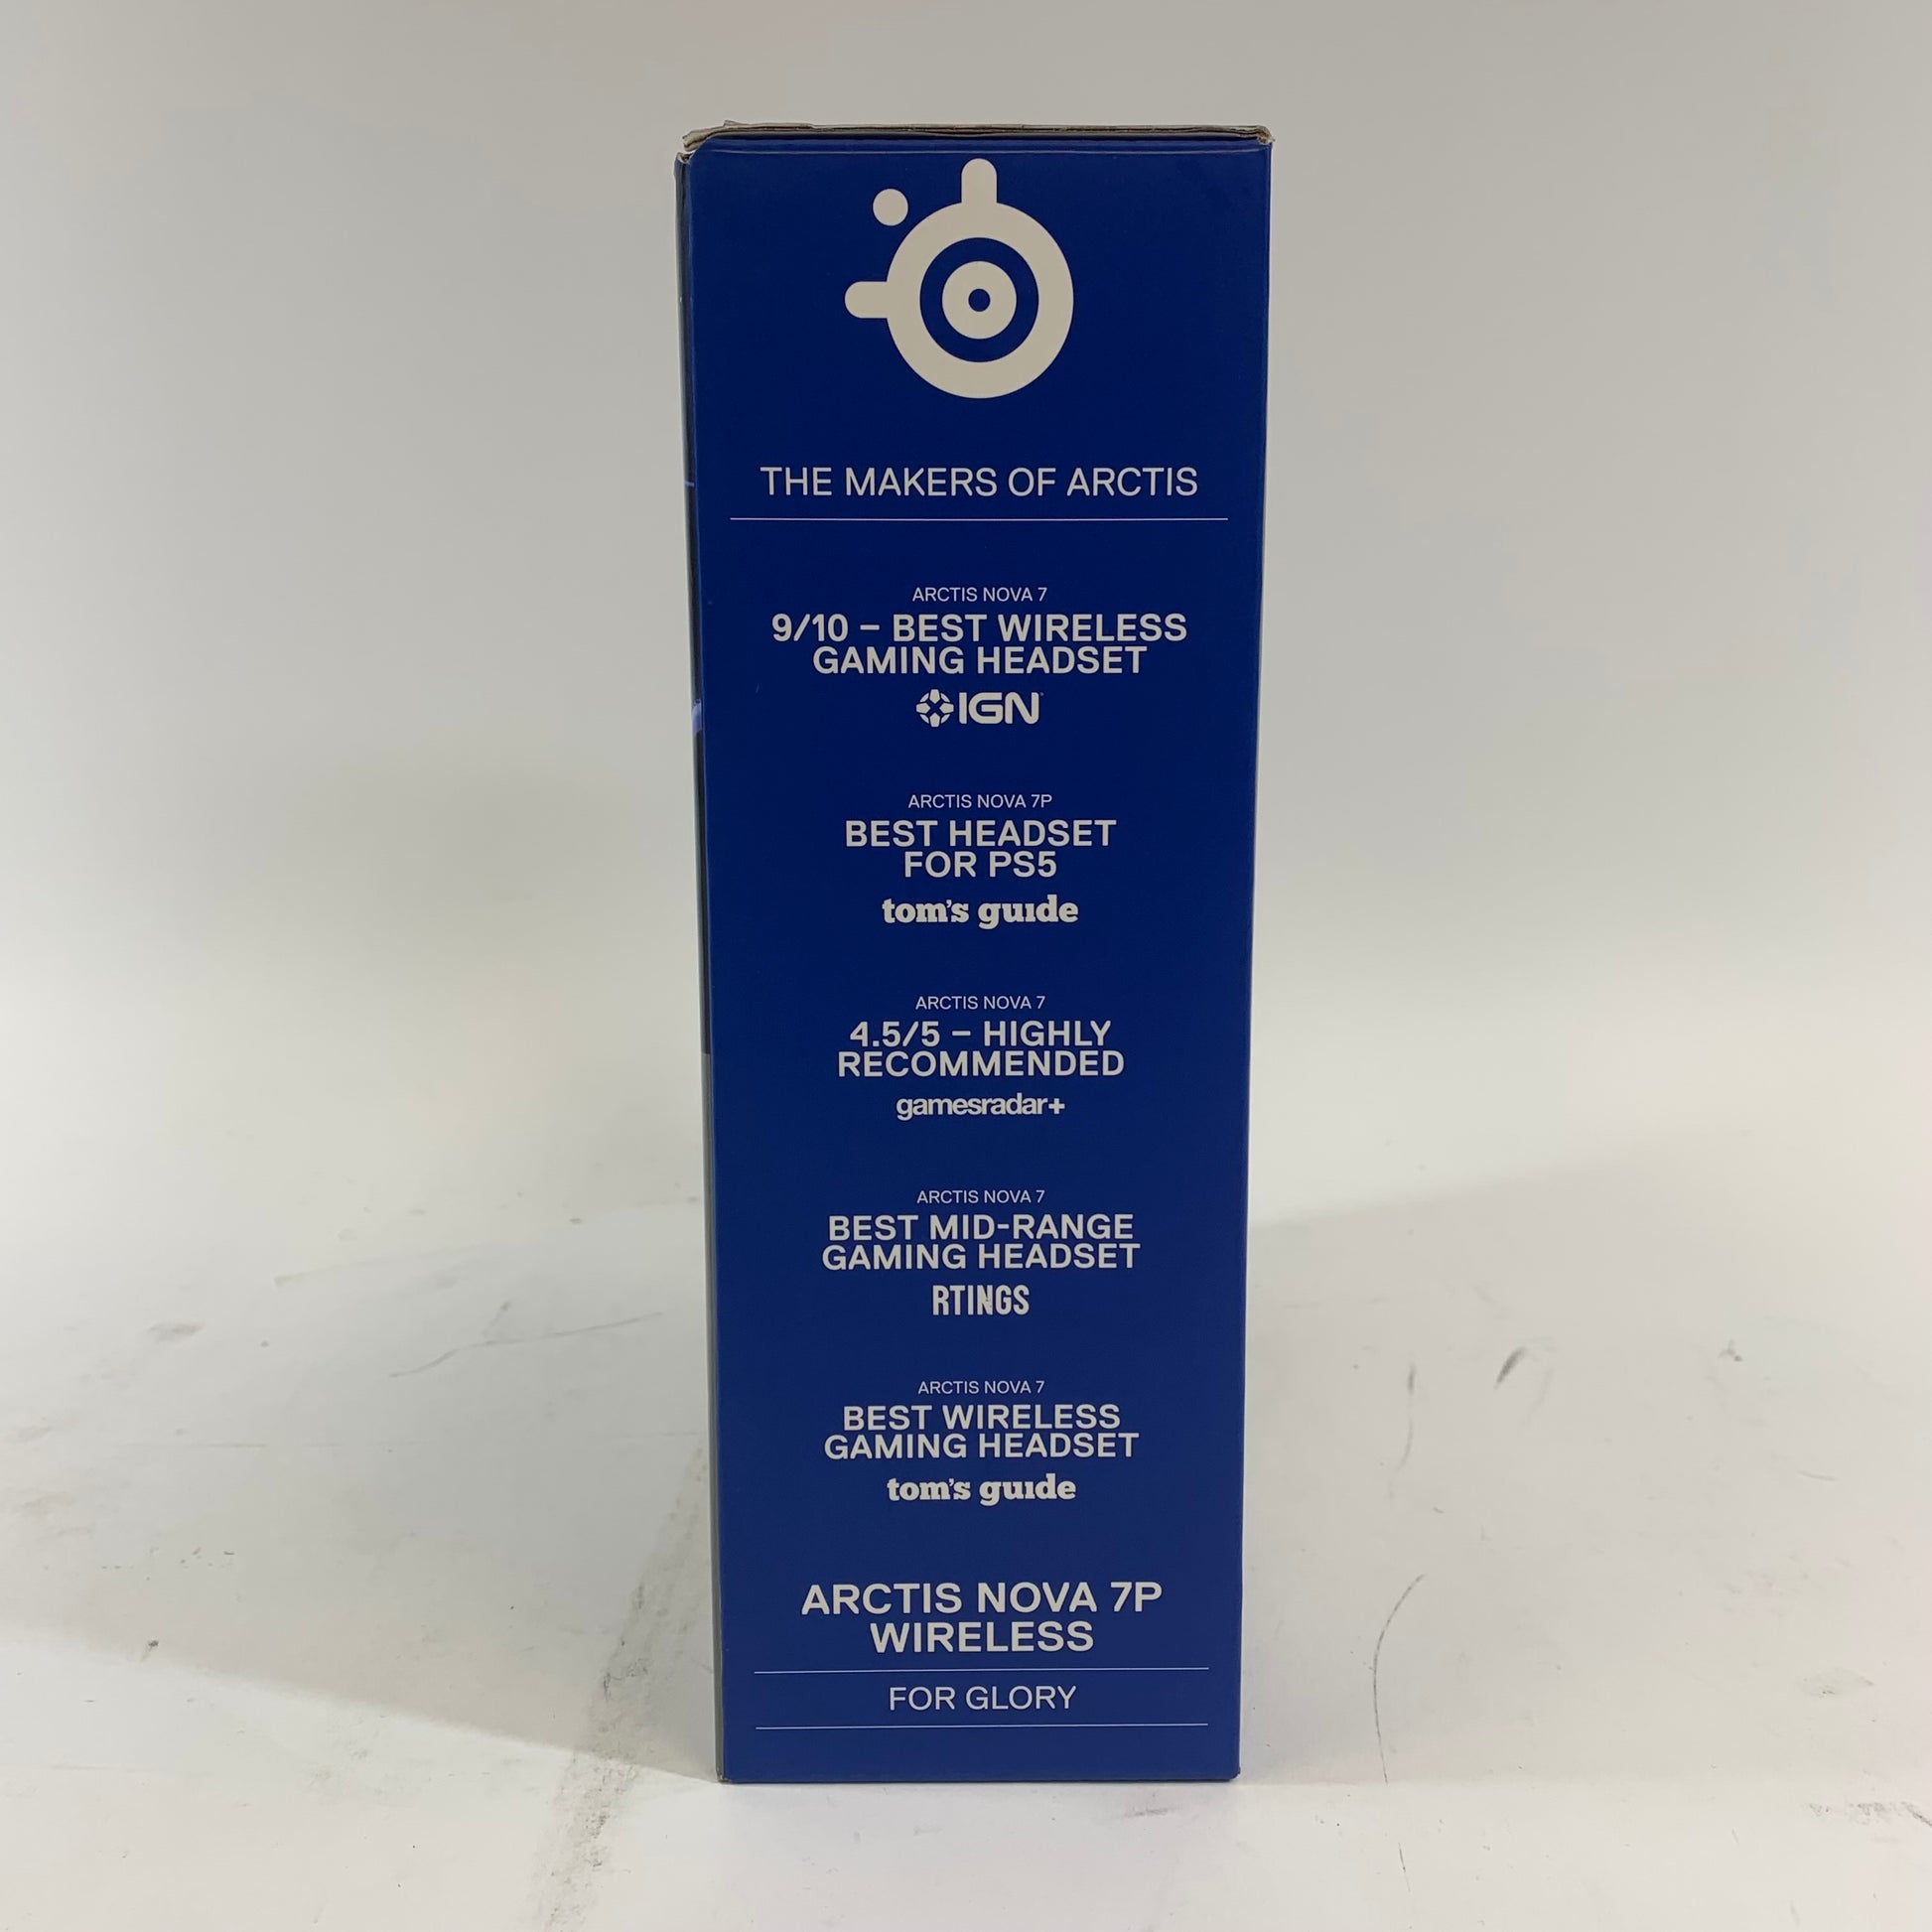 THE MAKERS OF ARCTIS
ARCTIS NOVA 7
9/10 – BEST WIRELESS
GAMING HEADSET
IGN
ARCTIS NOVA 7P
BEST HEADSET
FOR PS5
tom's guide
ARCTIS NOVA 7
4.5/5 – HIGHLY
RECOMMENDED
gamesradar+
ARCTIS NOVA 7
BEST MID-RANGE
GAMING HEADSET
RTINGS
ARCTIS NOVA 7
BEST WIRELESS
GAMING HEADSET
tom's guide
ARCTIS NOVA 7P
WIRELESS
FOR GLORY